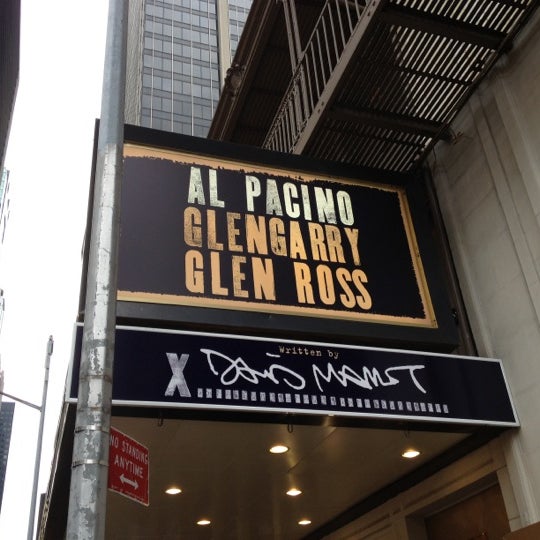 AL PACINO
GLENGARRY
GLEN ROSS
Written by
X DAVID MAMET
NO STANDING
ANYTIME